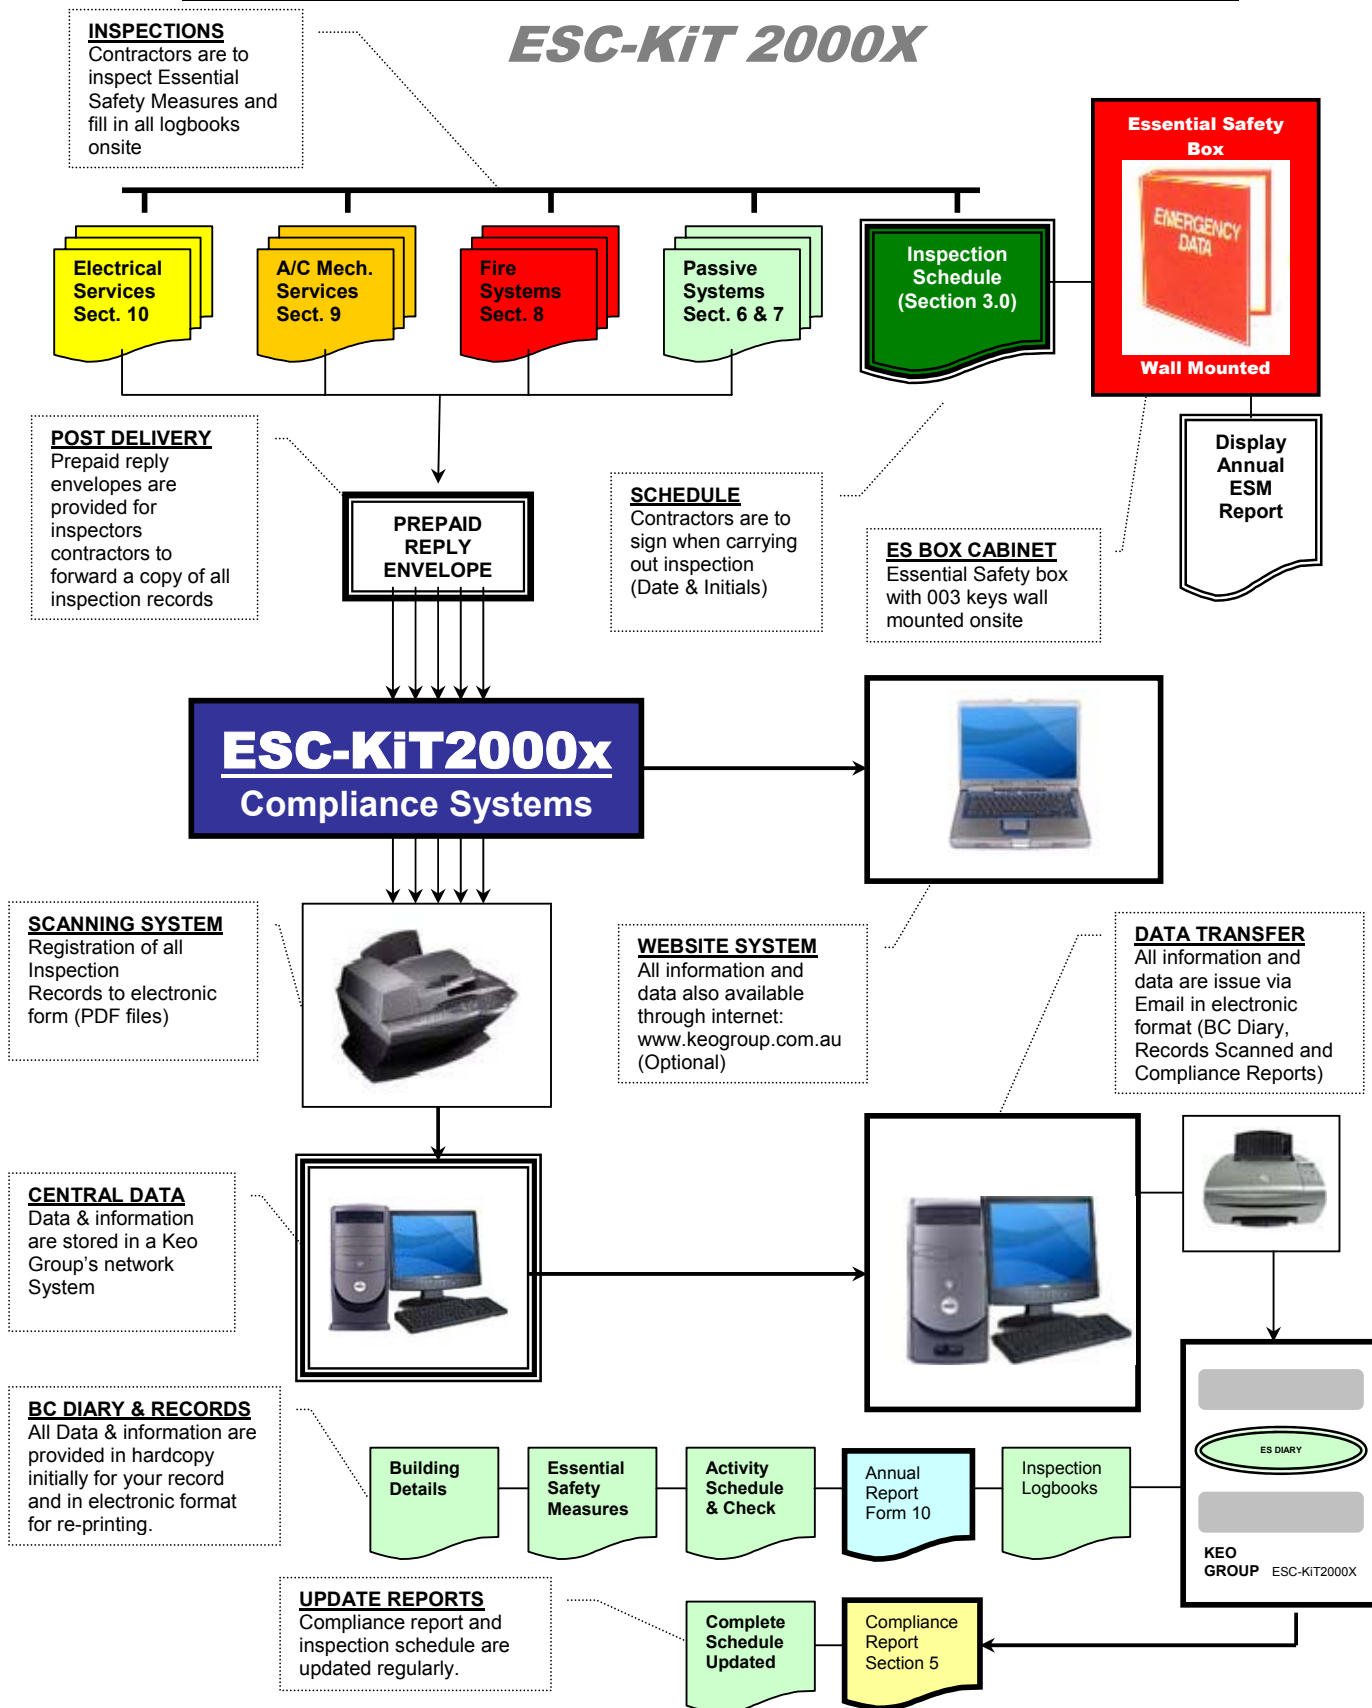 ESC-KiT 2000X
INSPECTIONS
Contractors are to
inspect Essential
Safety Measures and
fill in all logbooks
onsite
Essential Safety
Box
EMERGENCY
DATA
Wall Mounted
Electrical
Services
Sect. 10
A/C Mech.
Services
Sect. 9
Fire
Systems
Sect. 8
Passive
Systems
Sect. 6 & 7
Inspection
Schedule
(Section 3.0)
Display
Annual
ESM
Report
POST DELIVERY
Prepaid reply
envelopes are
provided for
inspectors
contractors to
forward a copy of all
inspection records
PREPAID
REPLY
ENVELOPE
SCHEDULE
Contractors are to
sign when carrying
out inspection
(Date & Initials)
ES BOX CABINET
Essential Safety box
with 003 keys wall
mounted onsite
ESC-KiT2000x
Compliance Systems
SCANNING SYSTEM
Registration of all
Inspection
Records to electronic
form (PDF files)
WEBSITE SYSTEM
All information and
data also available
through internet:
www.keogroup.com.au
(Optional)
DATA TRANSFER
All information and
data are issue via
Email in electronic
format (BC Diary,
Records Scanned and
Compliance Reports)
CENTRAL DATA
Data & information
are stored in a Keo
Group's network
System
BC DIARY & RECORDS
All Data & information are
provided in hardcopy
initially for your record
and in electronic format
for re-printing.
Building
Details
Essential
Safety
Measures
Activity
Schedule
& Check
Annual
Report
Form 10
Inspection
Logbooks
ES DIARY
KEO
GROUP ESC-KiT2000X
UPDATE REPORTS
Compliance report and
inspection schedule are
updated regularly.
Complete
Schedule
Updated
Compliance
Report
Section 5